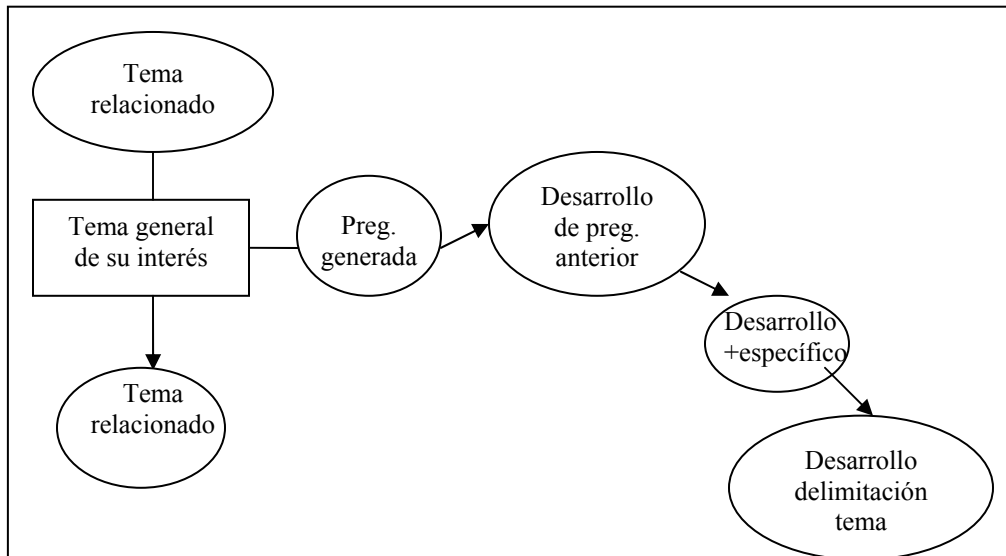 Tema
relacionado
Tema general
de su interés
Preg.
generada
Desarrollo
de preg.
anterior
Desarrollo
+específico
Tema
relacionado
Desarrollo
delimitación
tema